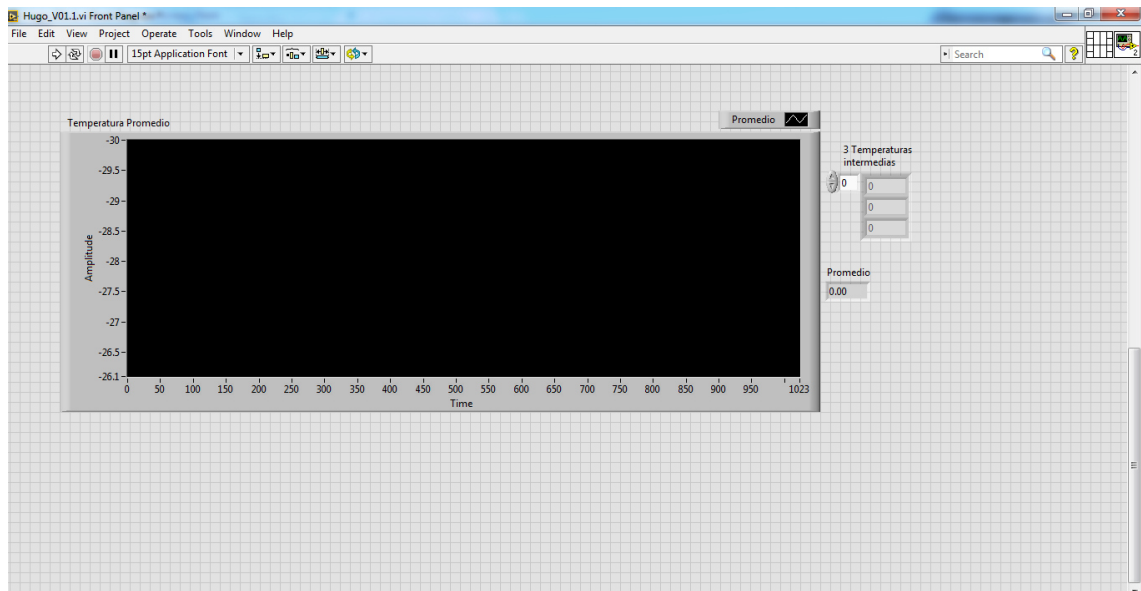 Hugo_V01.1.vi Front Panel *
File Edit View Project Operate Tools Window Help
15pt Application Font
Search
2
Temperatura Promedio
Promedio
-30
-29.5
-29
-28.5
-28
-27.5
-27
-26.5
-26.1
Amplitude
0 50 100 150 200 250 300 350 400 450 500 550 600 650 700 750 800 850 900 950 1023
Time
3 Temperaturas
intermedias
0
0
0
0
Promedio
0.00